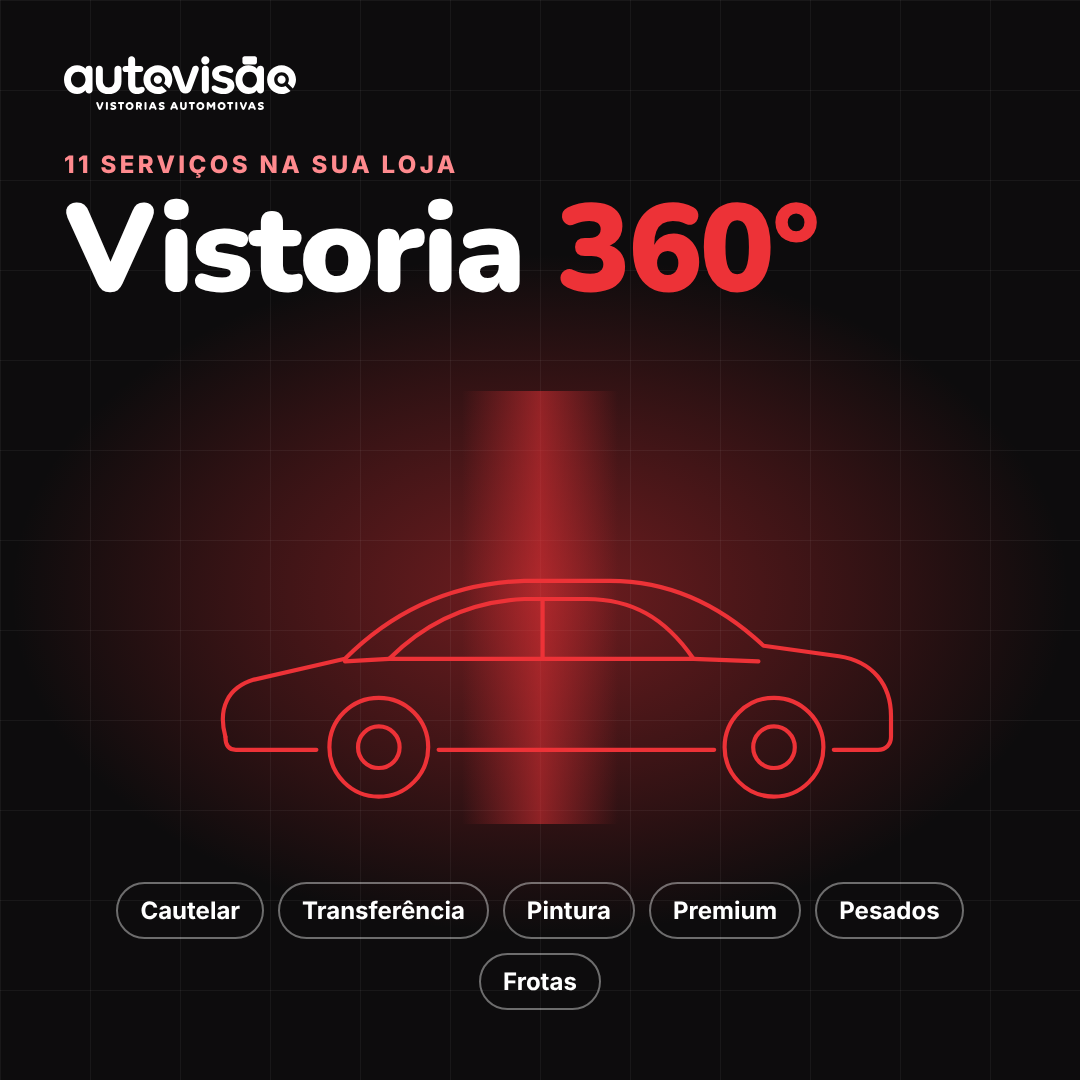 autovisão
VISTORIAS AUTOMOTIVAS
11 SERVIÇOS NA SUA LOJA
Vistoria 360°
Cautelar Transferência Pintura Premium Pesados
Frotas